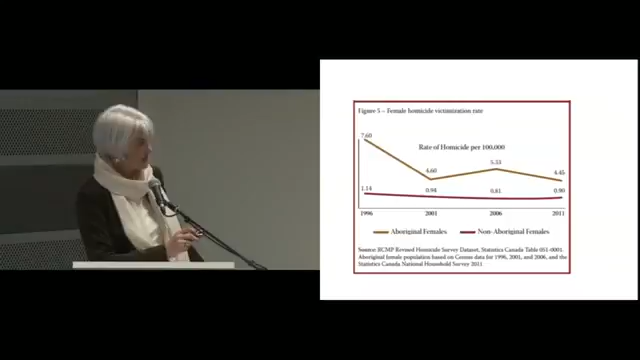 Figure 5 – Female homicide victimization rate
7.60
Rate of Homicide per 100,000
4.60
5.33
4.45
1.14
0.94
0.81
0.90
1996 2001 2006 2011
Aboriginal Females Non-Aboriginal Females
Source: RCMP Revised Homicide Survey Dataset, Statistics Canada Table 051-0001.
Aboriginal female population based on Census data for 1996, 2001, and 2006, and the
Statistics Canada National Household Survey 2011